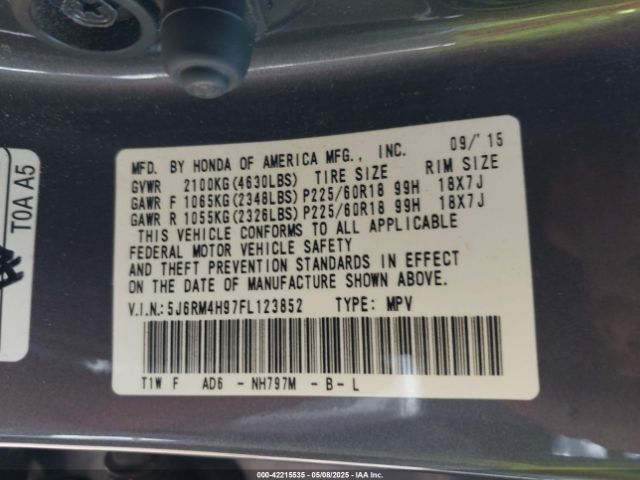 MFD. BY HONDA OF AMERICA MFG., INC. 09/'15
GVWR 2100KG(4630LBS) TIRE SIZE RIM SIZE
GAWR F 1065KG(2348LBS) P225/60R18 99H 18X7J
GAWR R 1055KG(2326LBS) P225/60R18 99H 18X7J
THIS VEHICLE CONFORMS TO ALL APPLICABLE
FEDERAL MOTOR VEHICLE SAFETY
AND THEFT PREVENTION STANDARDS IN EFFECT
ON THE DATE OF MANUFACTURE SHOWN ABOVE.
V.I.N.: 5J6RM4H97FL123852 TYPE: MPV
T1W F AD6 - NH797M - B - L
T0A A5
000-42215535 - 05/08/2025 - IAA Inc.